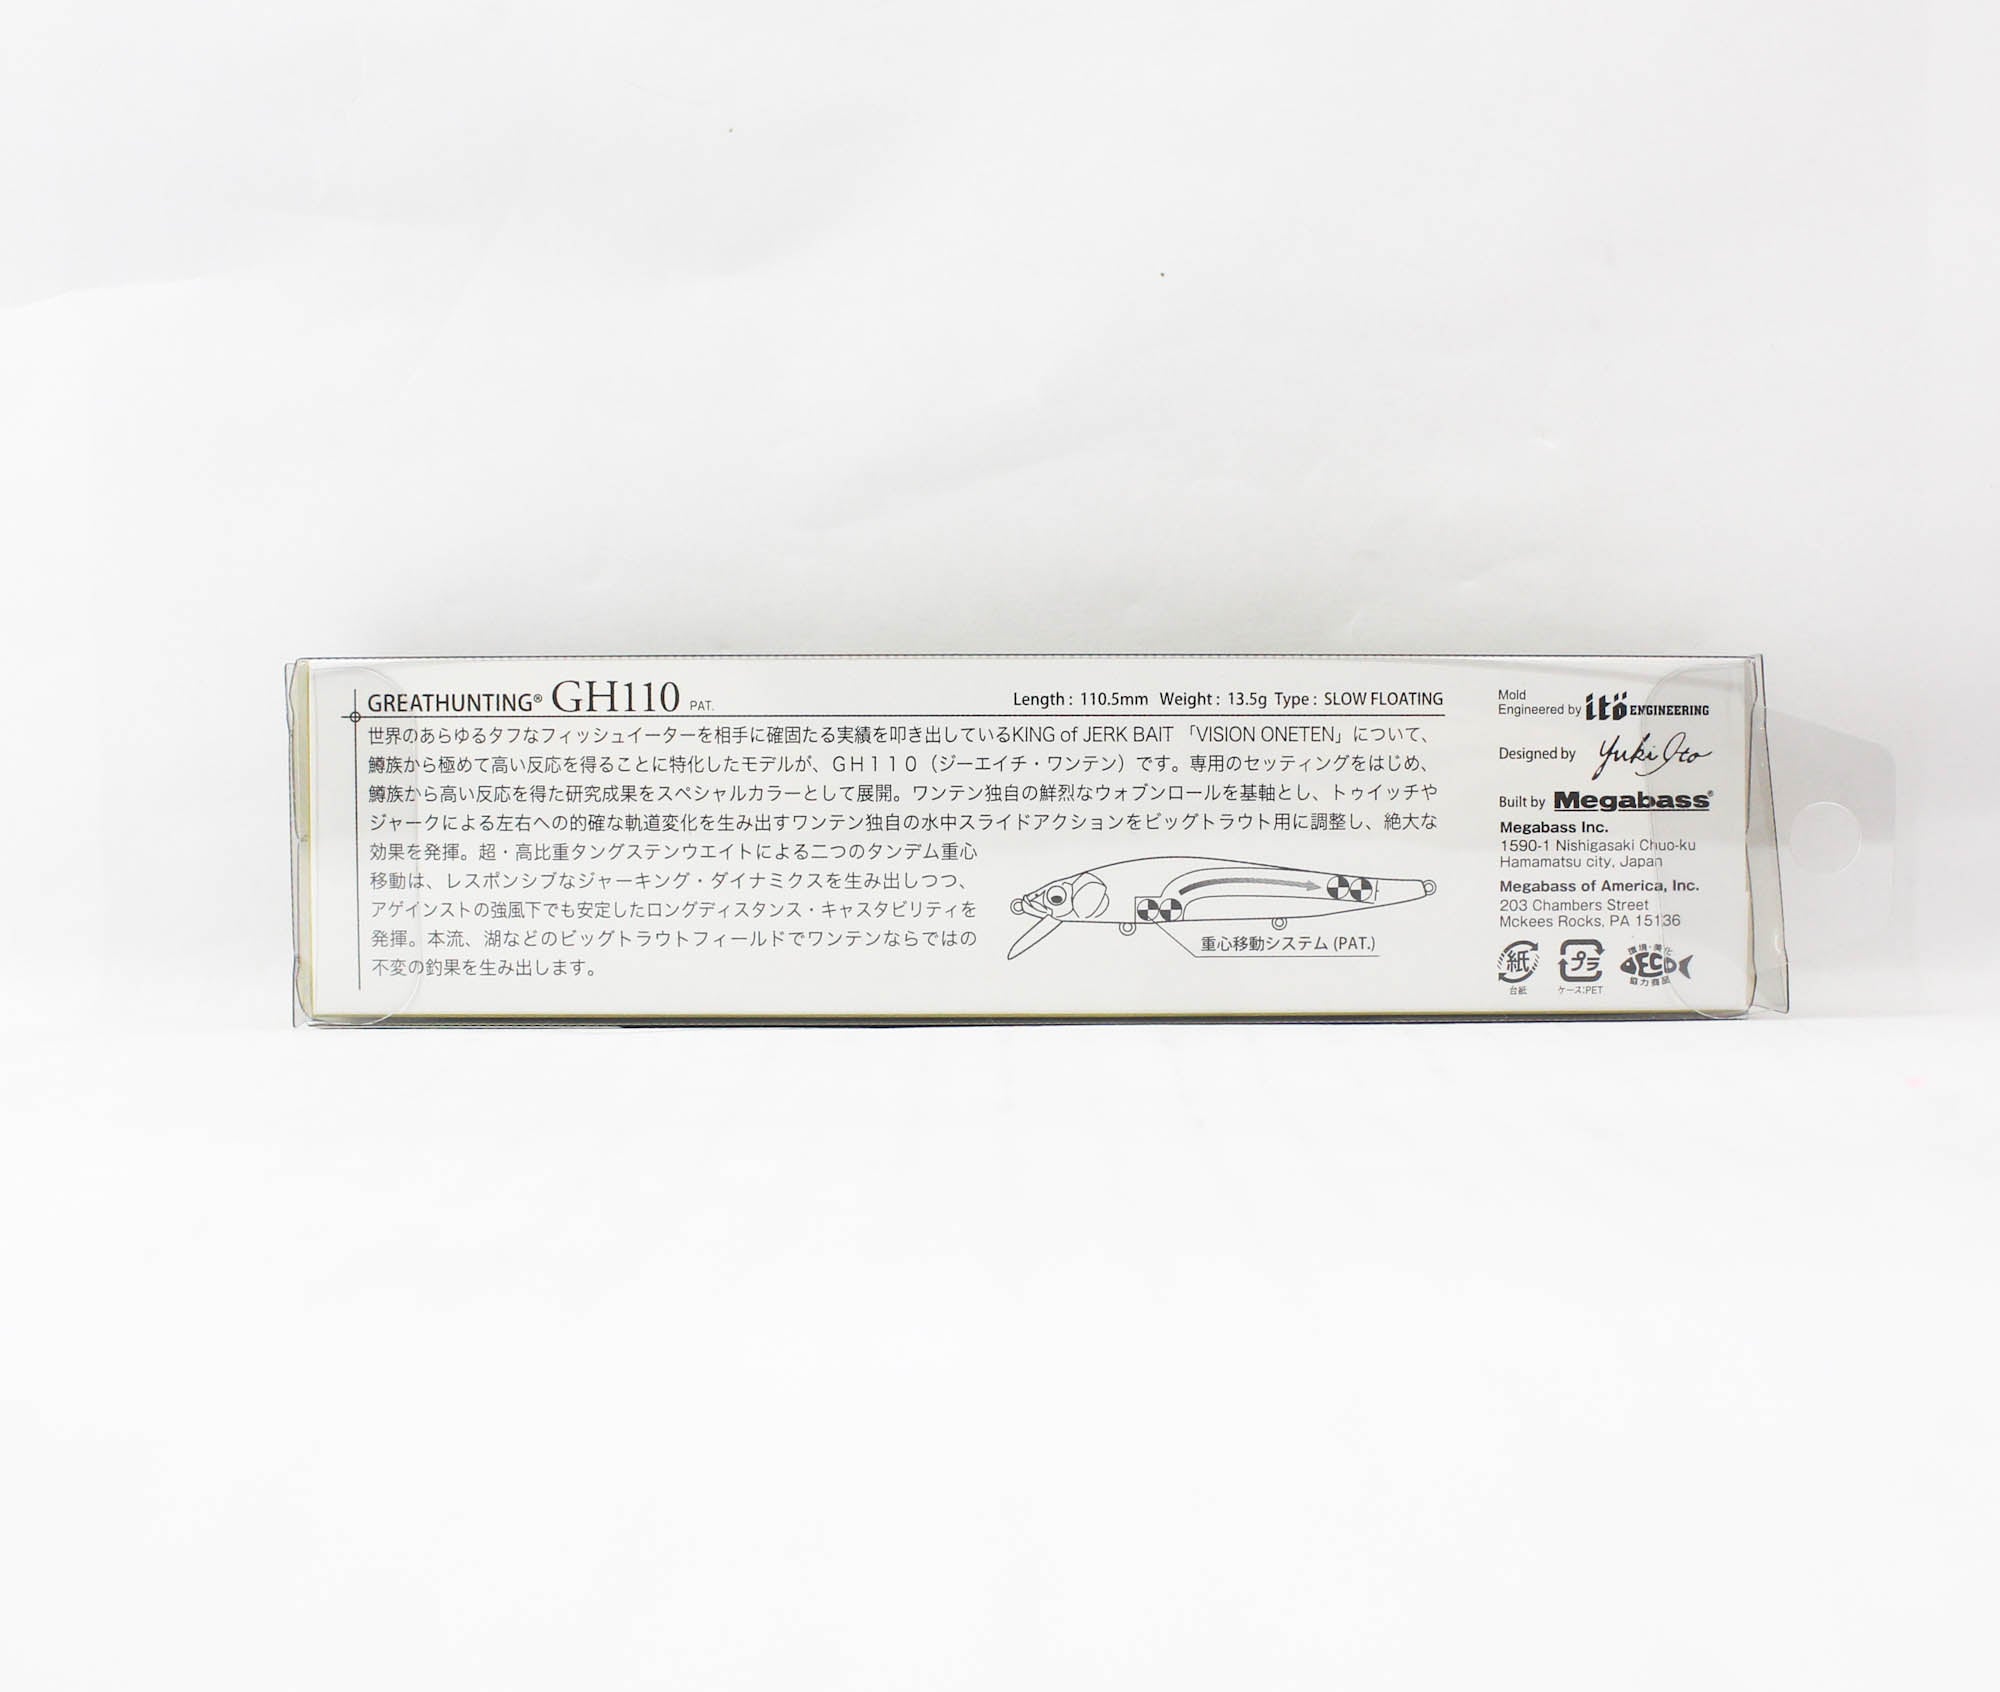 GREATHUNTING® GH110 PAT.
Length : 110.5mm Weight : 13.5g Type : SLOW FLOATING
世界のあらゆるタフなフィッシュイーターを相手に確固たる実績を叩き出しているKING of JERK BAIT 「VISION ONETEN」について、
鱒族から極めて高い反応を得ることに特化したモデルが、GH110（ジーエイチ・ワンテン）です。専用のセッティングをはじめ、
鱒族から高い反応を得た研究成果をスペシャルカラーとして展開。ワンテン独自の鮮烈なウォブンロールを基軸とし、トゥイッチや
ジャークによる左右への的確な軌道変化を生み出すワンテン独自の水中スライドアクションをビッグトラウト用に調整し、絶大な
効果を発揮。超・高比重タングステンウエイトによる二つのタンデム重心
移動は、レスポンシブなジャーキング・ダイナミクスを生み出しつつ、
アゲインストの強風下でも安定したロングディスタンス・キャスタビリティを
発揮。本流、湖などのビッグトラウトフィールドでワンテンならではの
不変の釣果を生み出します。
重心移動システム (PAT.)
Mold
Engineered by itö ENGINEERING
Designed by Yuki Ito
Built by Megabass®
Megabass Inc.
1590-1 Nishigasaki Chuo-ku
Hamamatsu city, Japan
Megabass of America, Inc.
203 Chambers Street
Mckees Rocks, PA 15136
紙
台紙
プラ
ケース:PET
環境・美化
ECO
協力商品